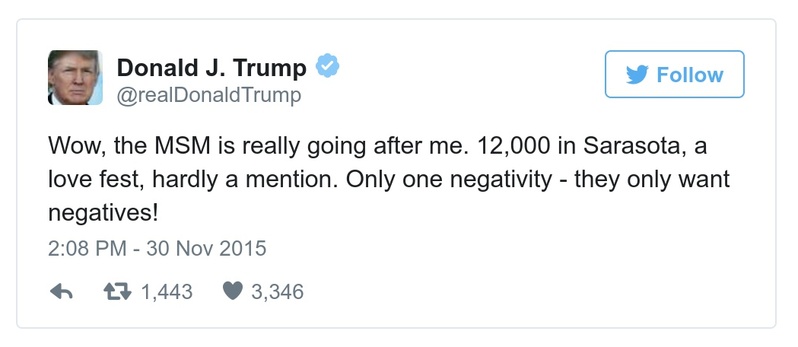 Donald J. Trump
@realDonaldTrump
Follow
Wow, the MSM is really going after me. 12,000 in Sarasota, a
love fest, hardly a mention. Only one negativity - they only want
negatives!
2:08 PM - 30 Nov 2015
1,443 3,346